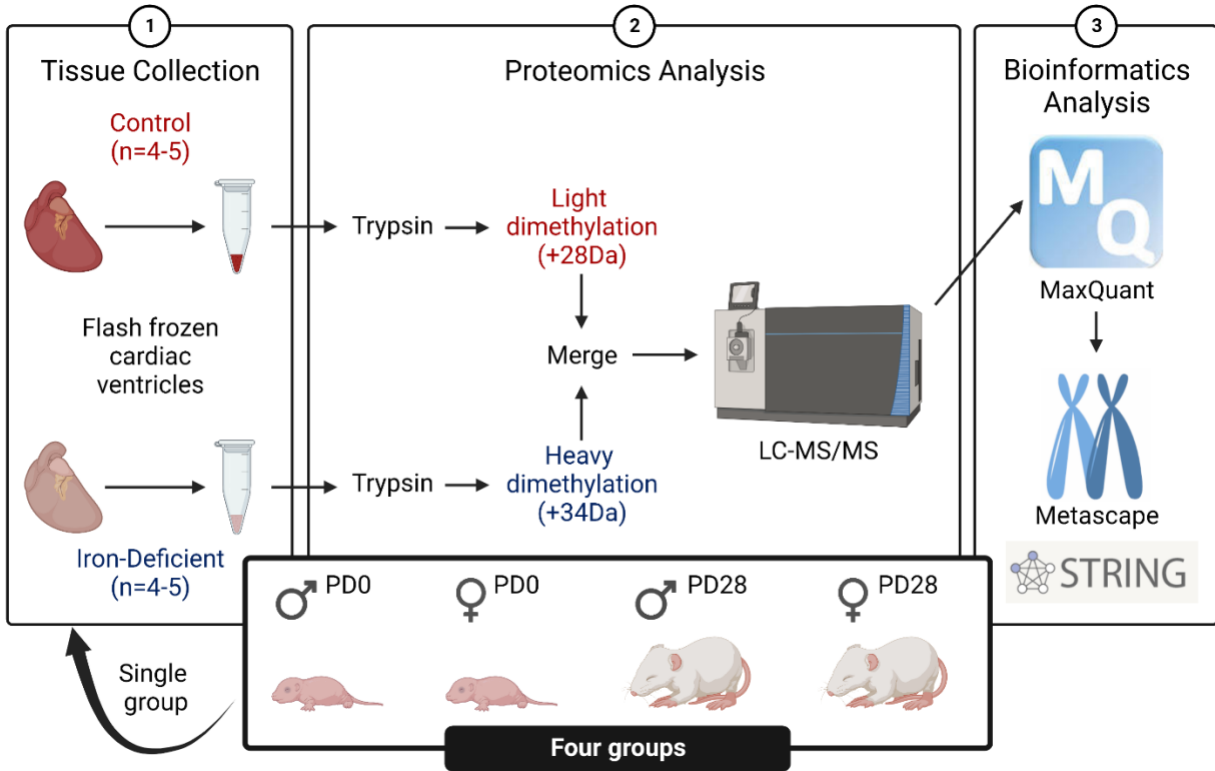 1
Tissue Collection
Control
(n=4-5)
Flash frozen
cardiac
ventricles
Iron-Deficient
(n=4-5)
2
Proteomics Analysis
Trypsin
Light
dimethylation
(+28Da)
Merge
LC-MS/MS
Trypsin
Heavy
dimethylation
(+34Da)
3
Bioinformatics
Analysis
MQ
MaxQuant
Metascape
STRING
♂ PD0
♀ PD0
♂ PD28
♀ PD28
Single
group
Four groups